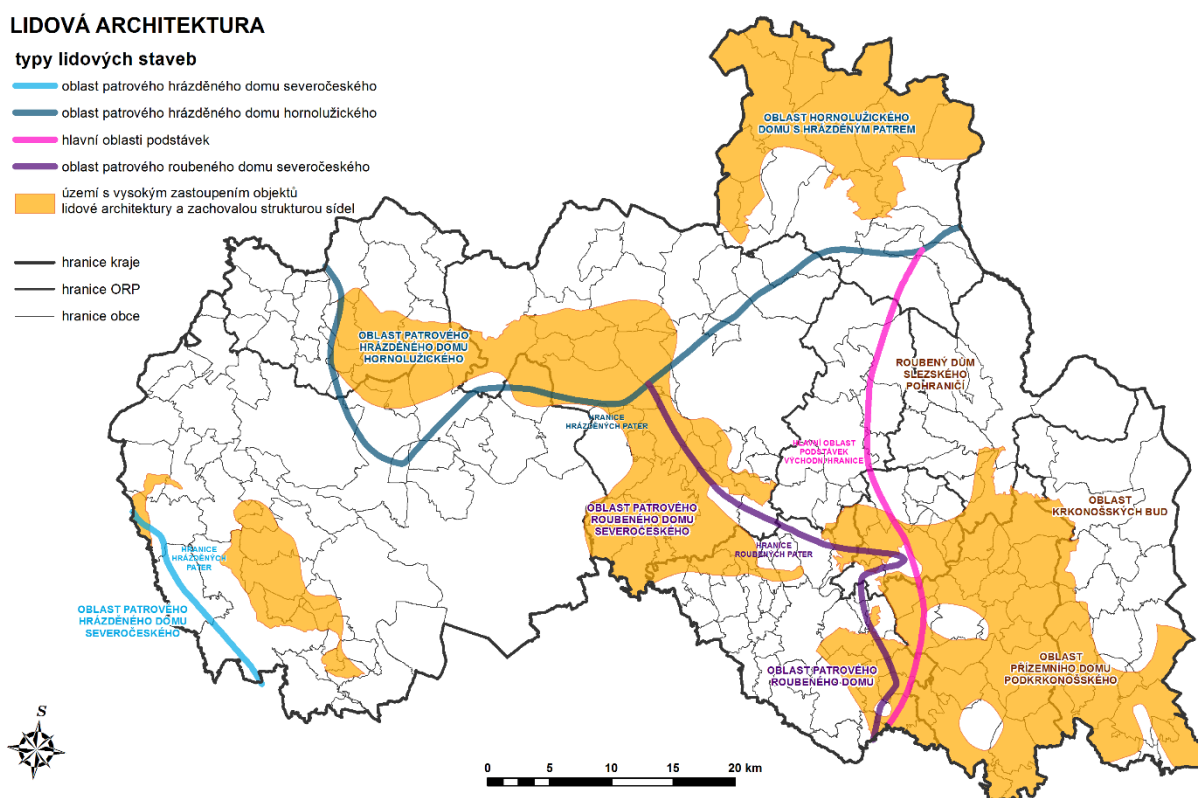 LIDOVÁ ARCHITEKTURA
typy lidových staveb
oblast patrového hrázděného domu severočeského
oblast patrového hrázděného domu hornolužického
hlavní oblasti podstávek
oblast patrového roubeného domu severočeského
území s vysokým zastoupením objektů
lidové architektury a zachovalou strukturou sídel
hranice kraje
hranice ORP
hranice obce
OBLAST HORNOLUŽICKÉHO
DOMU S HRÁZDĚNÝM PATREM
OBLAST PATROVÉHO
HRÁZDĚNÉHO DOMU
HORNOLUŽICKÉHO
ROUBENÝ DŮM
SLEZSKÉHO
POHRANIČÍ
HRANICE
HRÁZDĚNÝCH PATER
HLAVNÍ OBLAST
PODSTÁVEK
VÝCHODNÍ HRANICE
OBLAST
KRKONOŠSKÝCH BUD
OBLAST PATROVÉHO
ROUBENÉHO DOMU
SEVEROČESKÉHO
HRANICE
ROUBENÝCH PATER
HRANICE
HRÁZDĚNÝCH
PATER
OBLAST PATROVÉHO
HRÁZDĚNÉHO DOMU
SEVEROČESKÉHO
OBLAST
PŘÍZEMNÍHO DOMU
PODKRKONOŠSKÉHO
OBLAST PATROVÉHO
ROUBENÉHO DOMU
S
0 5 10 15 20 km